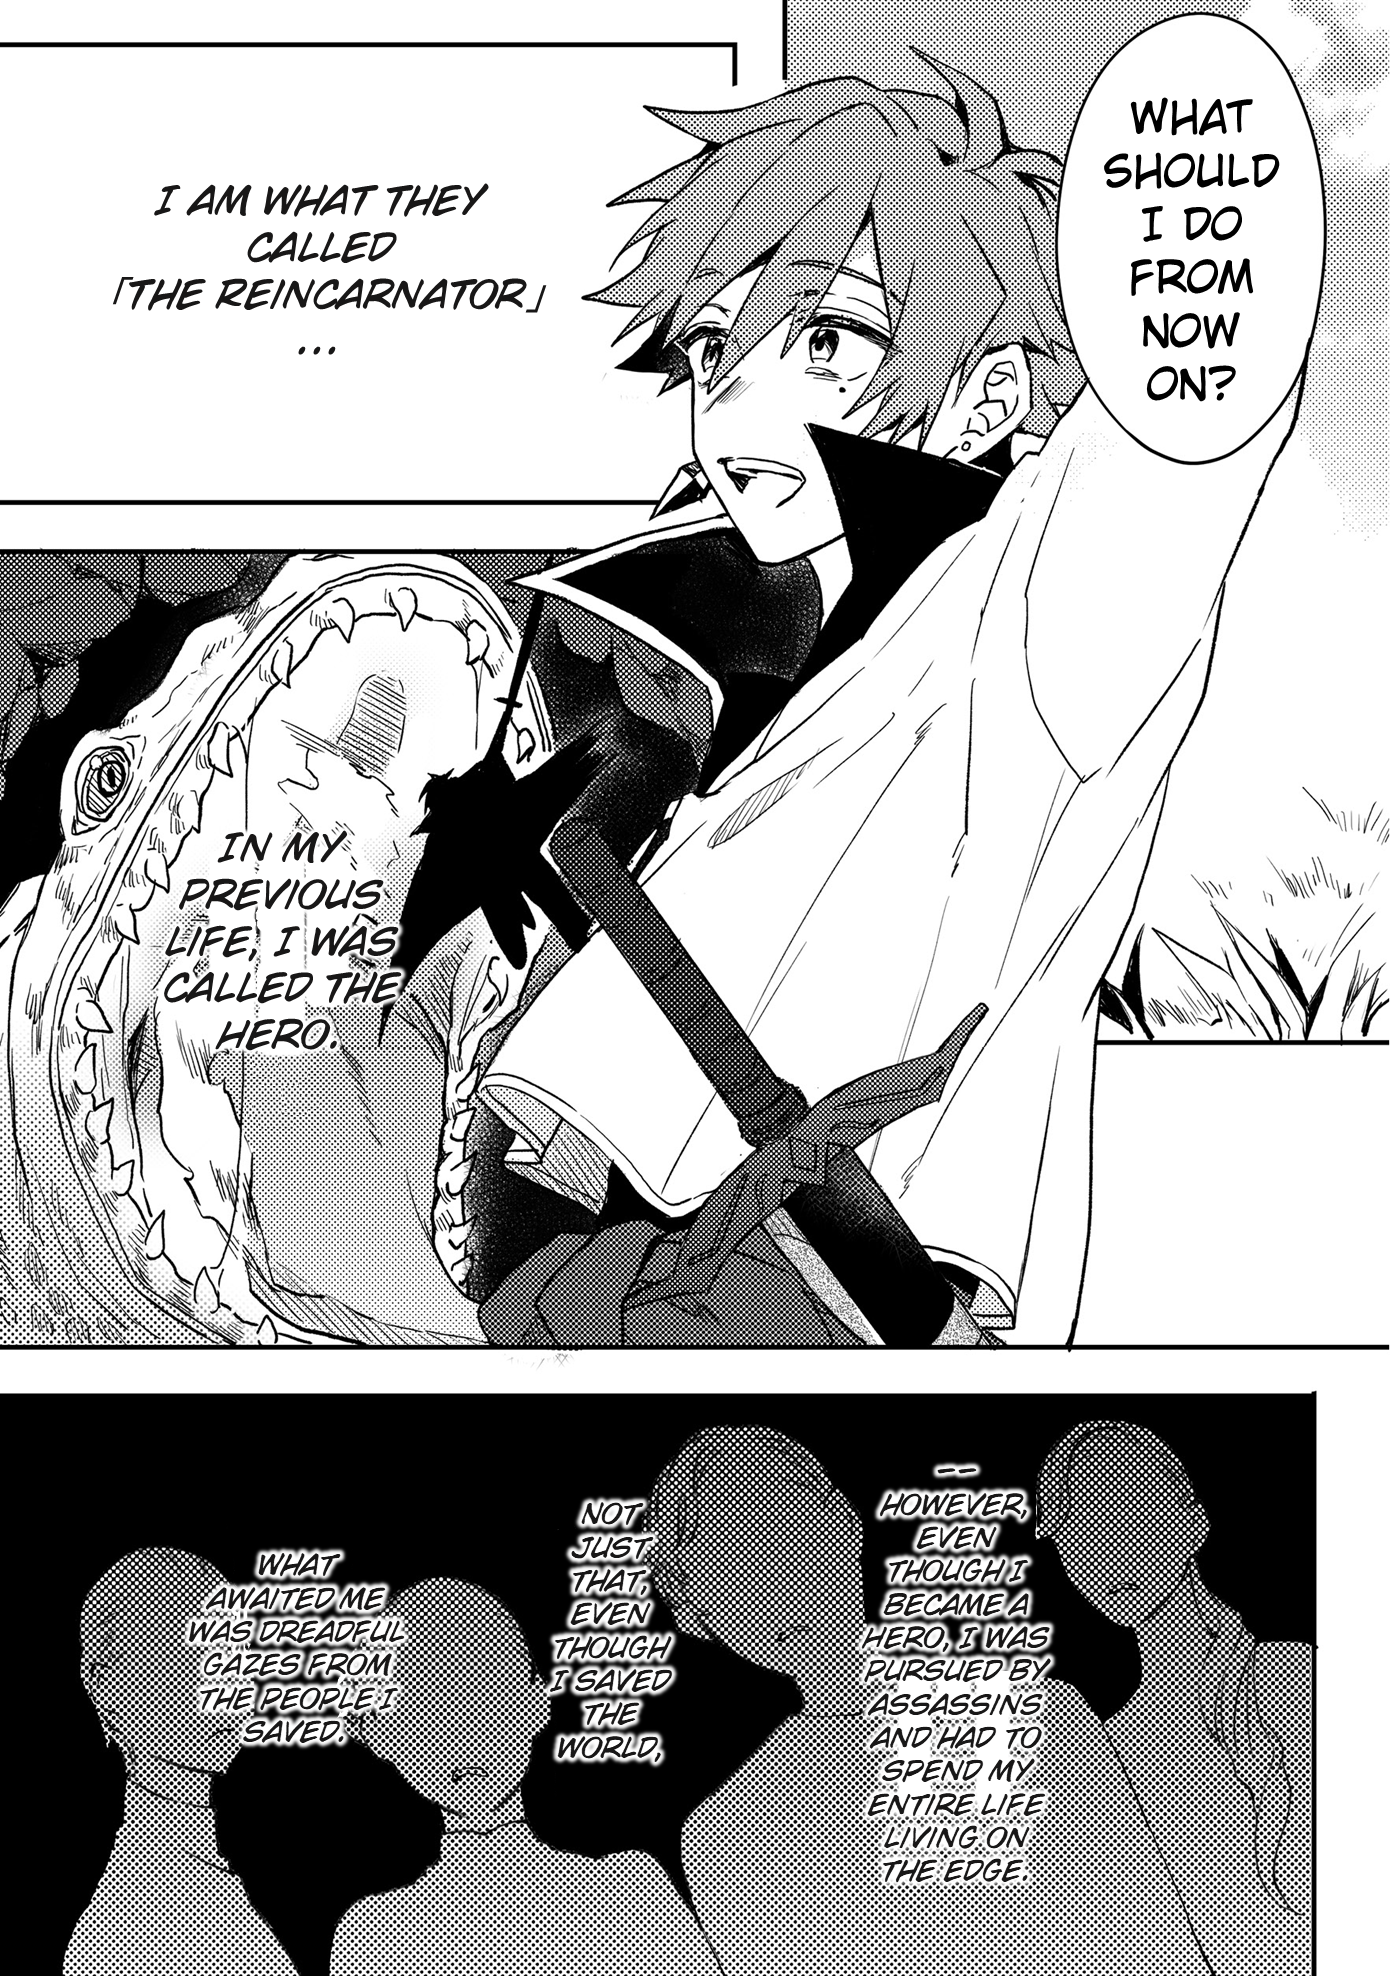 WHAT
SHOULD
I DO
FROM
NOW
ON?
I AM WHAT THEY
CALLED
「THE REINCARNATOR」
...
IN MY
PREVIOUS
LIFE, I WAS
CALLED THE
HERO.
--
HOWEVER,
EVEN
THOUGH I
BECAME A
HERO, I WAS
PURSUED BY
ASSASSINS
AND HAD TO
SPEND MY
ENTIRE LIFE
LIVING ON
THE EDGE.
NOT
JUST
THAT,
EVEN
THOUGH
I SAVED
THE
WORLD,
WHAT
AWAITED ME
WAS DREADFUL
GAZES FROM
THE PEOPLE I
SAVED.